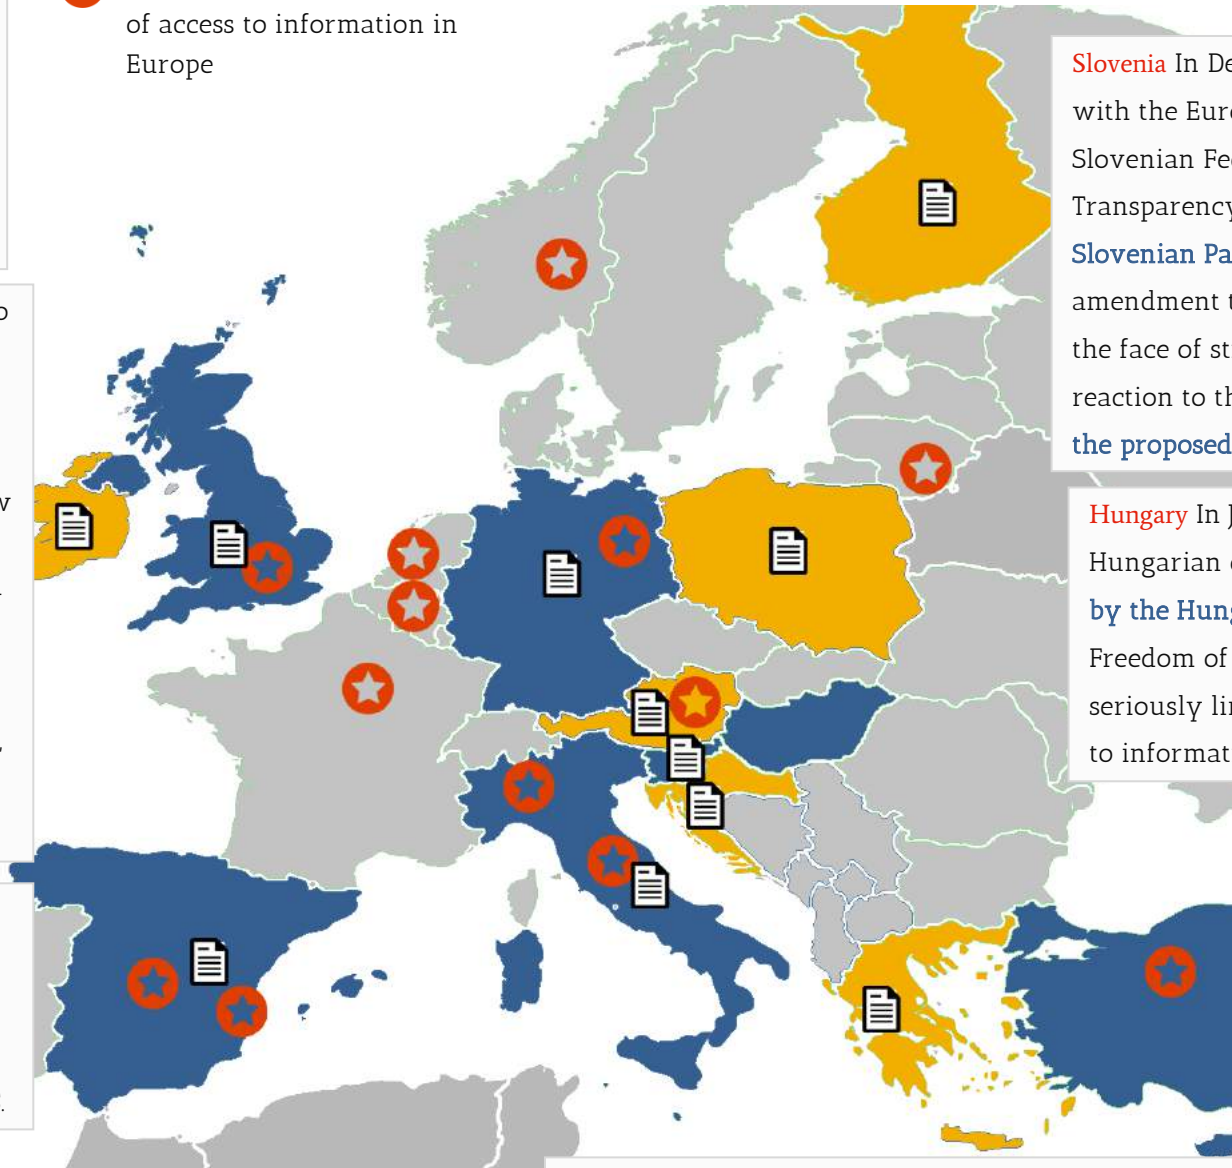 of access to information in
Europe
Slovenia In De
with the Eur
Slovenian Fe
Transparency
Slovenian Pa
amendment t
the face of st
reaction to th
the proposed
Hungary In J
Hungarian
by the Hung
Freedom of
seriously li
to informat